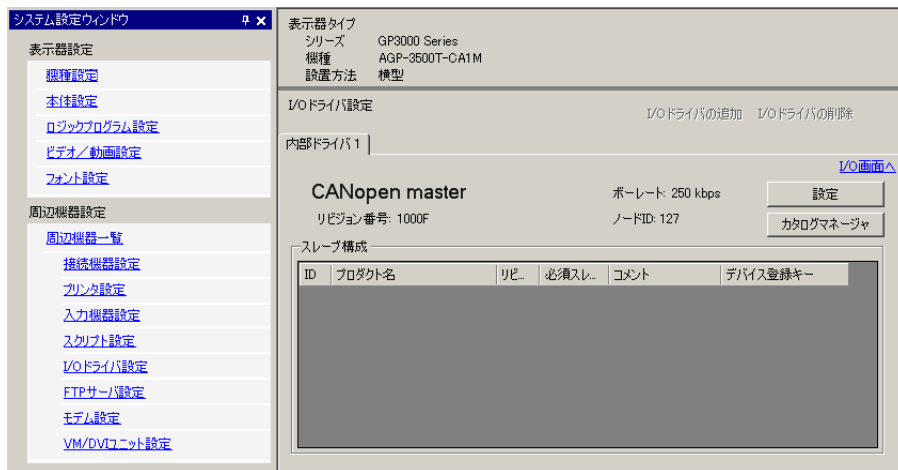 システム設定ウィンドウ
表示器設定
機種設定
本体設定
ロジックプログラム設定
ビデオ／動画設定
フォント設定
周辺機器設定
周辺機器一覧
接続機器設定
プリンタ設定
入力機器設定
スクリプト設定
I/Oドライバ設定
FTPサーバ設定
モデム設定
VM/DVIユニット設定
表示器タイプ
シリーズ GP3000 Series
機種 AGP-3500T-CA1M
設置方法 横型
I/Oドライバ設定
I/Oドライバの追加 I/Oドライバの削除
内部ドライバ1
I/O画面へ
CANopen master ボーレート: 250 kbps 設定
リビジョン番号: 1000F ノードID: 127 カタログマネージャ
スレーブ構成
ID プロダクト名 リビ... 必須スレ... コメント デバイス登録キー